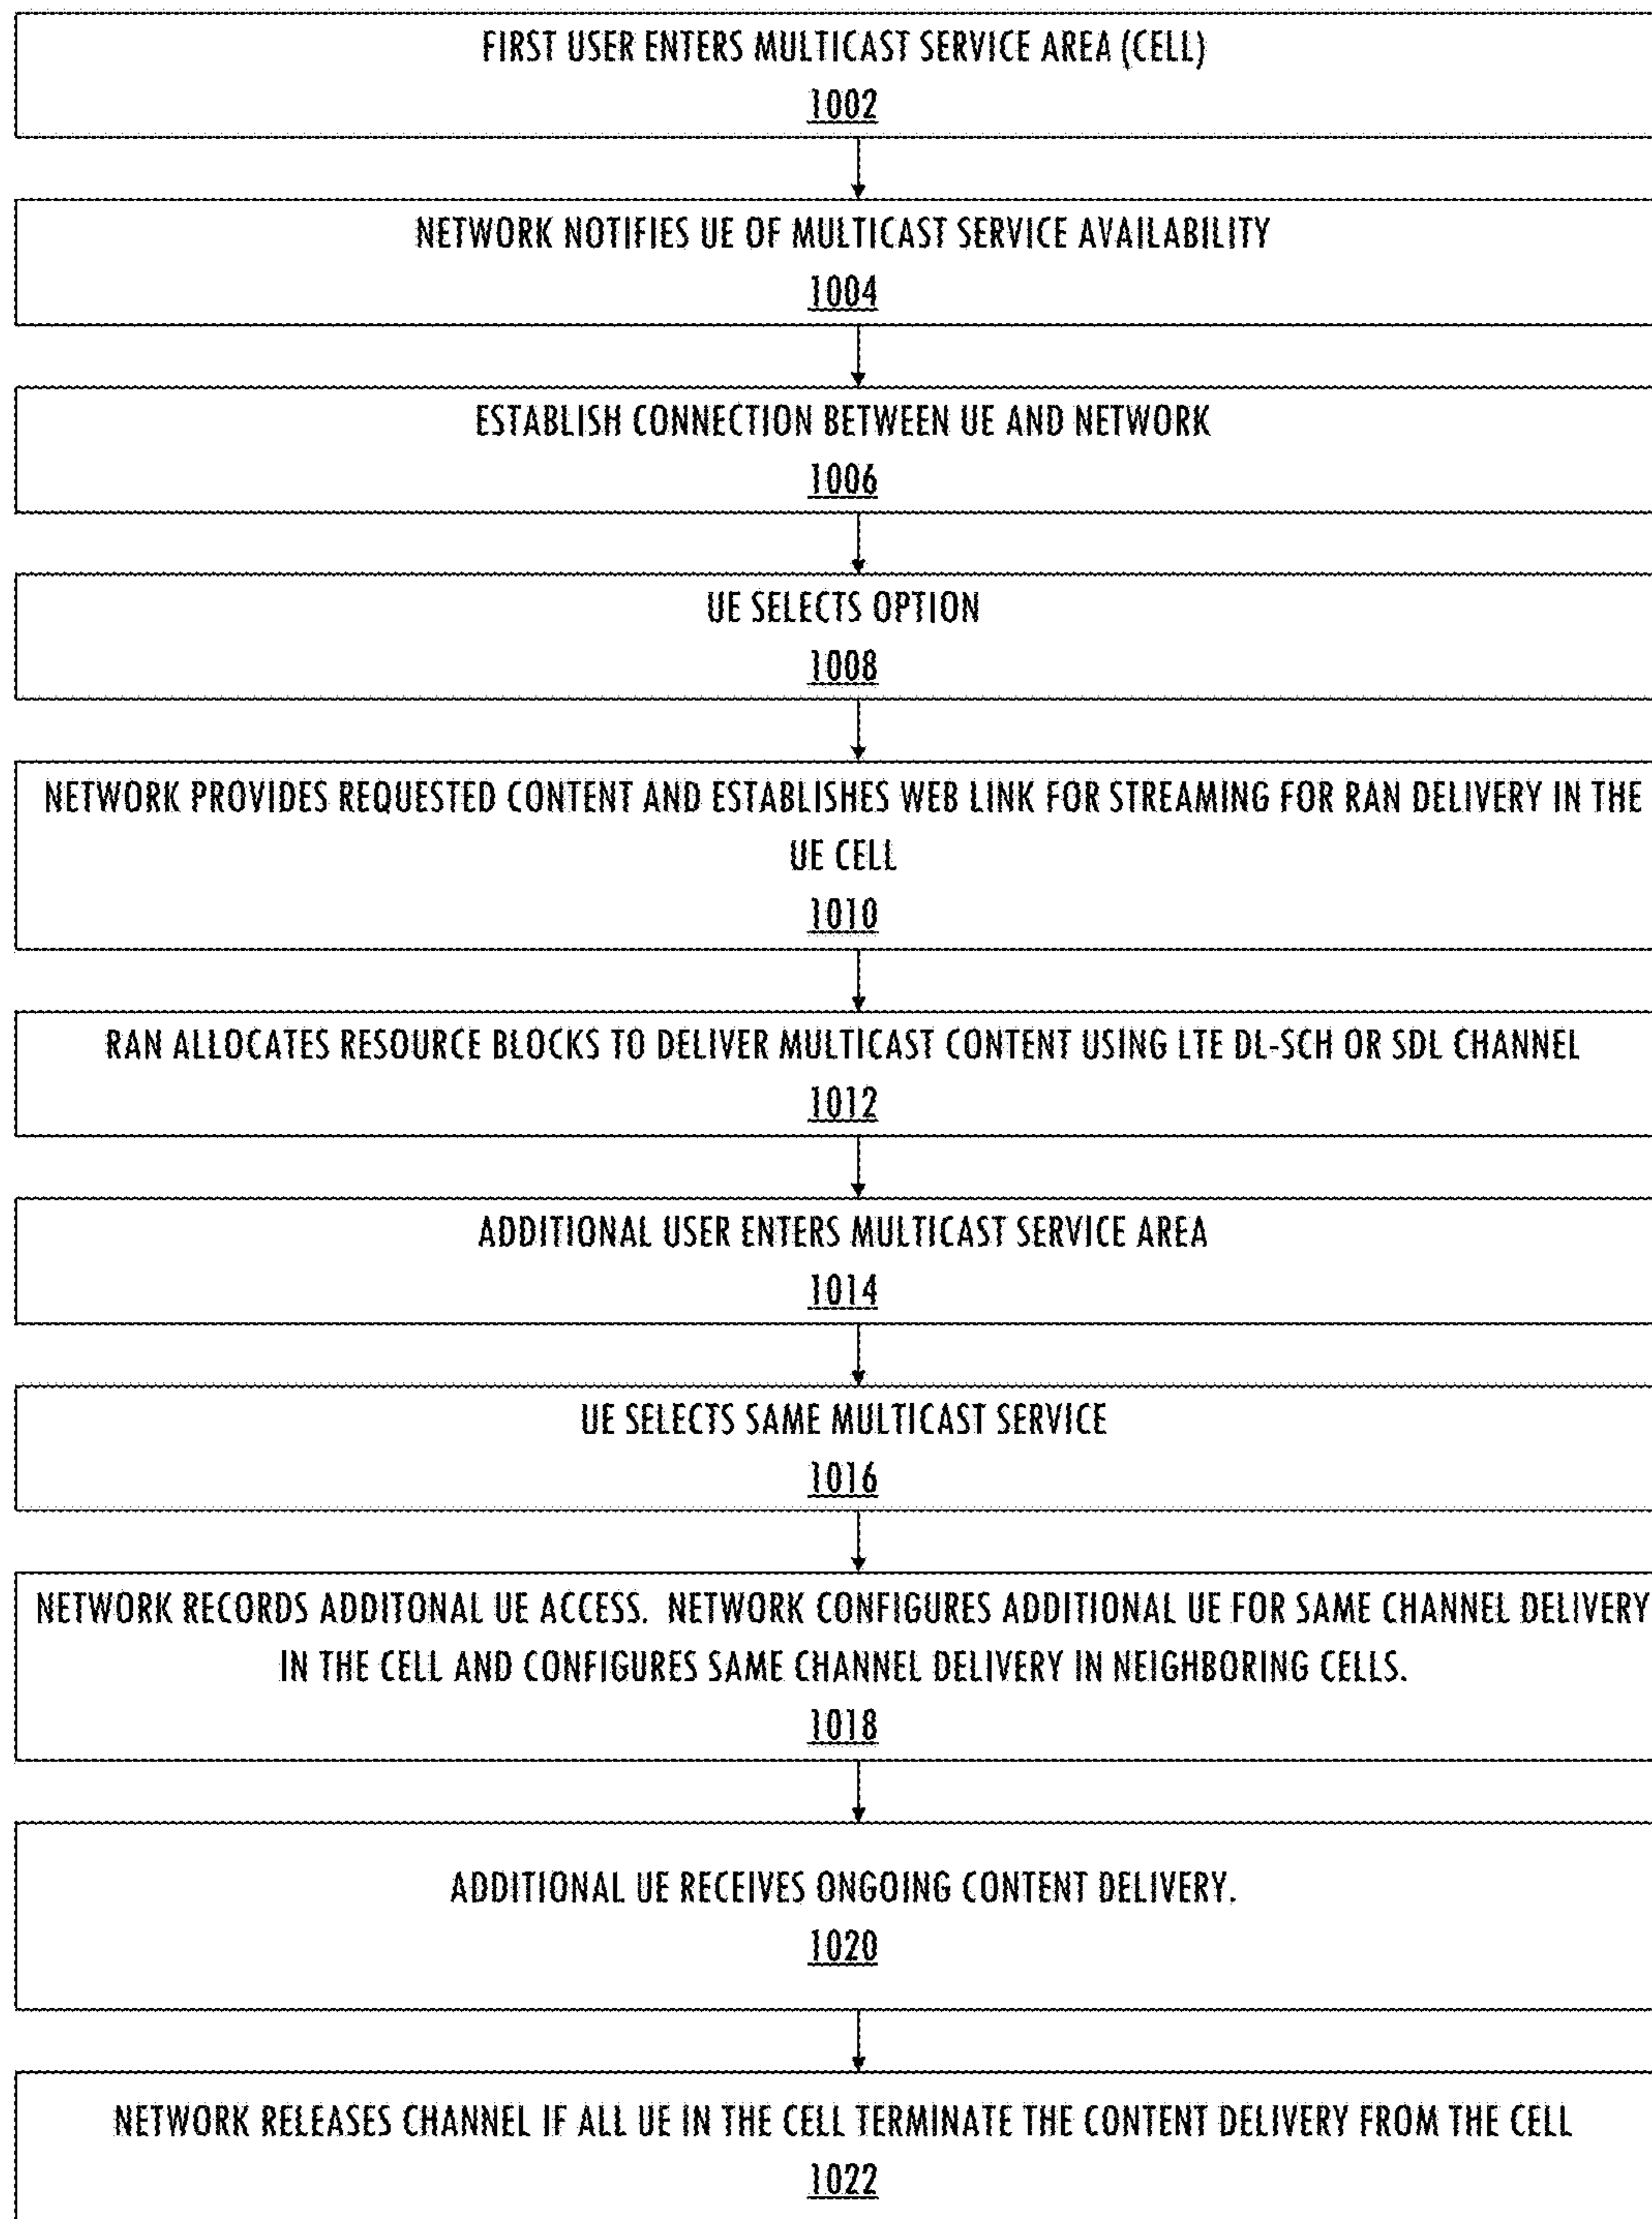 FIRST USER ENTERS MULTICAST SERVICE AREA (CELL)
1002
NETWORK NOTIFIES UE OF MULTICAST SERVICE AVAILABILITY
1004
ESTABLISH CONNECTION BETWEEN UE AND NETWORK
1006
UE SELECTS OPTION
1008
NETWORK PROVIDES REQUESTED CONTENT AND ESTABLISHES WEB LINK FOR STREAMING FOR RAN DELIVERY IN THE
UE CELL
1010
RAN ALLOCATES RESOURCE BLOCKS TO DELIVER MULTICAST CONTENT USING LTE DL-SCH OR SDL CHANNEL
1012
ADDITIONAL USER ENTERS MULTICAST SERVICE AREA
1014
UE SELECTS SAME MULTICAST SERVICE
1016
NETWORK RECORDS ADDITONAL UE ACCESS. NETWORK CONFIGURES ADDITIONAL UE FOR SAME CHANNEL DELIVERY
IN THE CELL AND CONFIGURES SAME CHANNEL DELIVERY IN NEIGHBORING CELLS.
1018
ADDITIONAL UE RECEIVES ONGOING CONTENT DELIVERY.
1020
NETWORK RELEASES CHANNEL IF ALL UE IN THE CELL TERMINATE THE CONTENT DELIVERY FROM THE CELL
1022